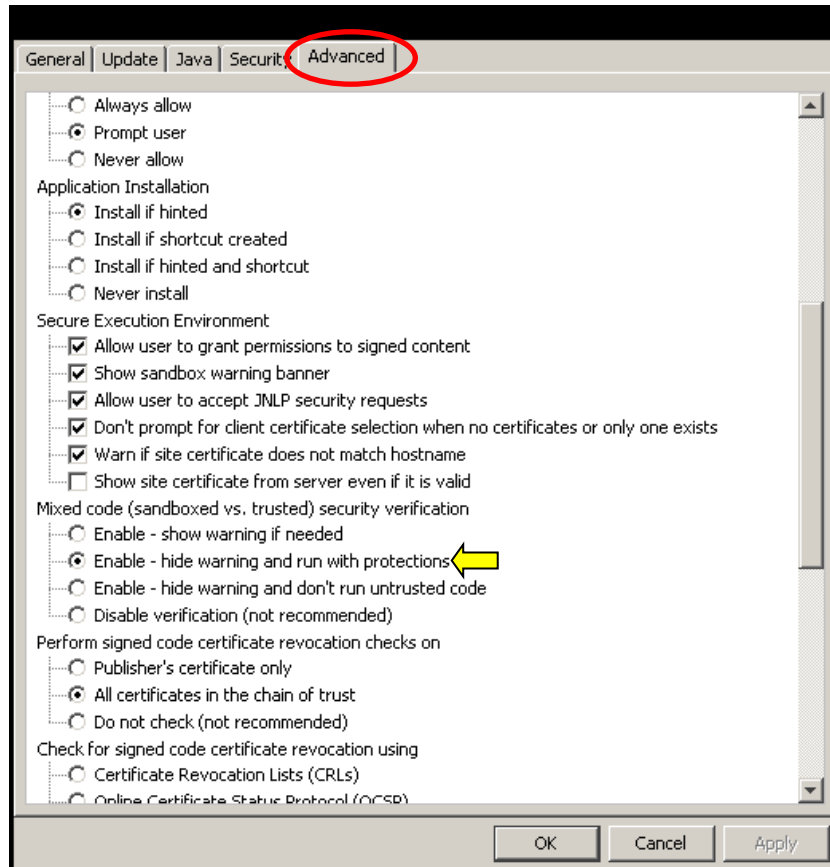 General Update Java Security Advanced
Always allow
Prompt user
Never allow
Application Installation
Install if hinted
Install if shortcut created
Install if hinted and shortcut
Never install
Secure Execution Environment
Allow user to grant permissions to signed content
Show sandbox warning banner
Allow user to accept JNLP security requests
Don't prompt for client certificate selection when no certificates or only one exists
Warn if site certificate does not match hostname
Show site certificate from server even if it is valid
Mixed code (sandboxed vs. trusted) security verification
Enable - show warning if needed
Enable - hide warning and run with protections
Enable - hide warning and don't run untrusted code
Disable verification (not recommended)
Perform signed code certificate revocation checks on
Publisher's certificate only
All certificates in the chain of trust
Do not check (not recommended)
Check for signed code certificate revocation using
Certificate Revocation Lists (CRLs)
Online Certificate Status Protocol (OCSP)
OK Cancel Apply